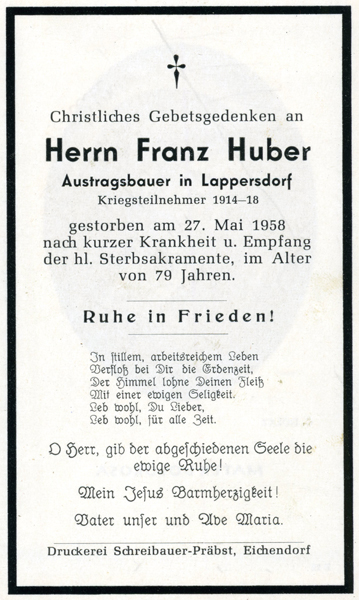 Christliches Gebetsgedenken an
Herrn Franz Huber
Austragsbauer in Lappersdorf
Kriegsteilnehmer 1914–18
gestorben am 27. Mai 1958
nach kurzer Krankheit u. Empfang
der hl. Sterbsakramente, im Alter
von 79 Jahren.
Ruhe in Frieden!
In stillem, arbeitsreichem Leben
Verfloß bei Dir die Erdenzeit,
Der Himmel lohne Deinen Fleiß
Mit einer ewigen Seligkeit.
Leb wohl, Du Lieber,
Leb wohl, für alle Zeit.
O Herr, gib der abgeschiedenen Seele die
ewige Ruhe!
Mein Jesus Barmherzigkeit!
Vater unser und Ave Maria.
Druckerei Schreibauer-Präbst, Eichendorf